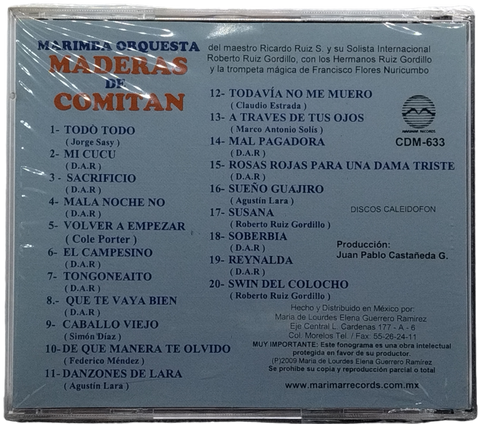 MARIMBA ORQUESTA
MADERAS
DE
COMITAN
del maestro Ricardo Ruiz S. y su Solista Internacional
Roberto Ruiz Gordillo, con los Hermanos Ruiz Gordillo
y la trompeta mágica de Francisco Flores Nuricumbo
1- TODO TODO
( Jorge Sasy )
2- MI CUCU
( D.A.R )
3 - SACRIFICIO
( D.A.R )
4- MALA NOCHE NO
( D.A.R )
5- VOLVER A EMPEZAR
( Cole Porter )
6- EL CAMPESINO
( D.A.R )
7- TONGONEAITO
( D.A.R )
8.- QUE TE VAYA BIEN
( D.A.R )
9- CABALLO VIEJO
( Simón Díaz )
10- DE QUE MANERA TE OLVIDO
( Federico Méndez )
11- DANZONES DE LARA
( Agustín Lara )
12- TODAVÍA NO ME MUERO
( Claudio Estrada )
13- A TRAVES DE TUS OJOS
( Marco Antonio Solís )
14- MAL PAGADORA
( D.A.R )
15- ROSAS ROJAS PARA UNA DAMA TRISTE
( D.A.R )
16- SUEÑO GUAJIRO
( Agustín Lara )
17- SUSANA
( Roberto Ruiz Gordillo )
18- SOBERBIA
( D.A.R )
19- REYNALDA
( D.A.R )
20- SWIN DEL COLOCHO
( Roberto Ruiz Gordillo )
MARIMAR RECORDS
CDM-633
DISCOS CALEIDOFON
Producción:
Juan Pablo Castañeda G.
Hecho y Distribuido en México por:
Maria de Lourdes Elena Guerrero Ramirez
Eje Central L. Cardenas 177 - A - 6
Col: Molinos Tel. / Fax: 55-26-24-11
MUY IMPORTANTE: Este fonograma es una obra intelectual
protegida en favor de su productor.
(P)2009 Maria de Lourdes Elena Guerrero Ramirez
Se prohibe su copia y reproducción parcial o total
www.marimarrecords.com.mx